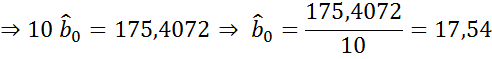 ⇒ 10 b̂₀ = 175,4072 ⇒ b̂₀ = 175,4072 / 10 = 17,54